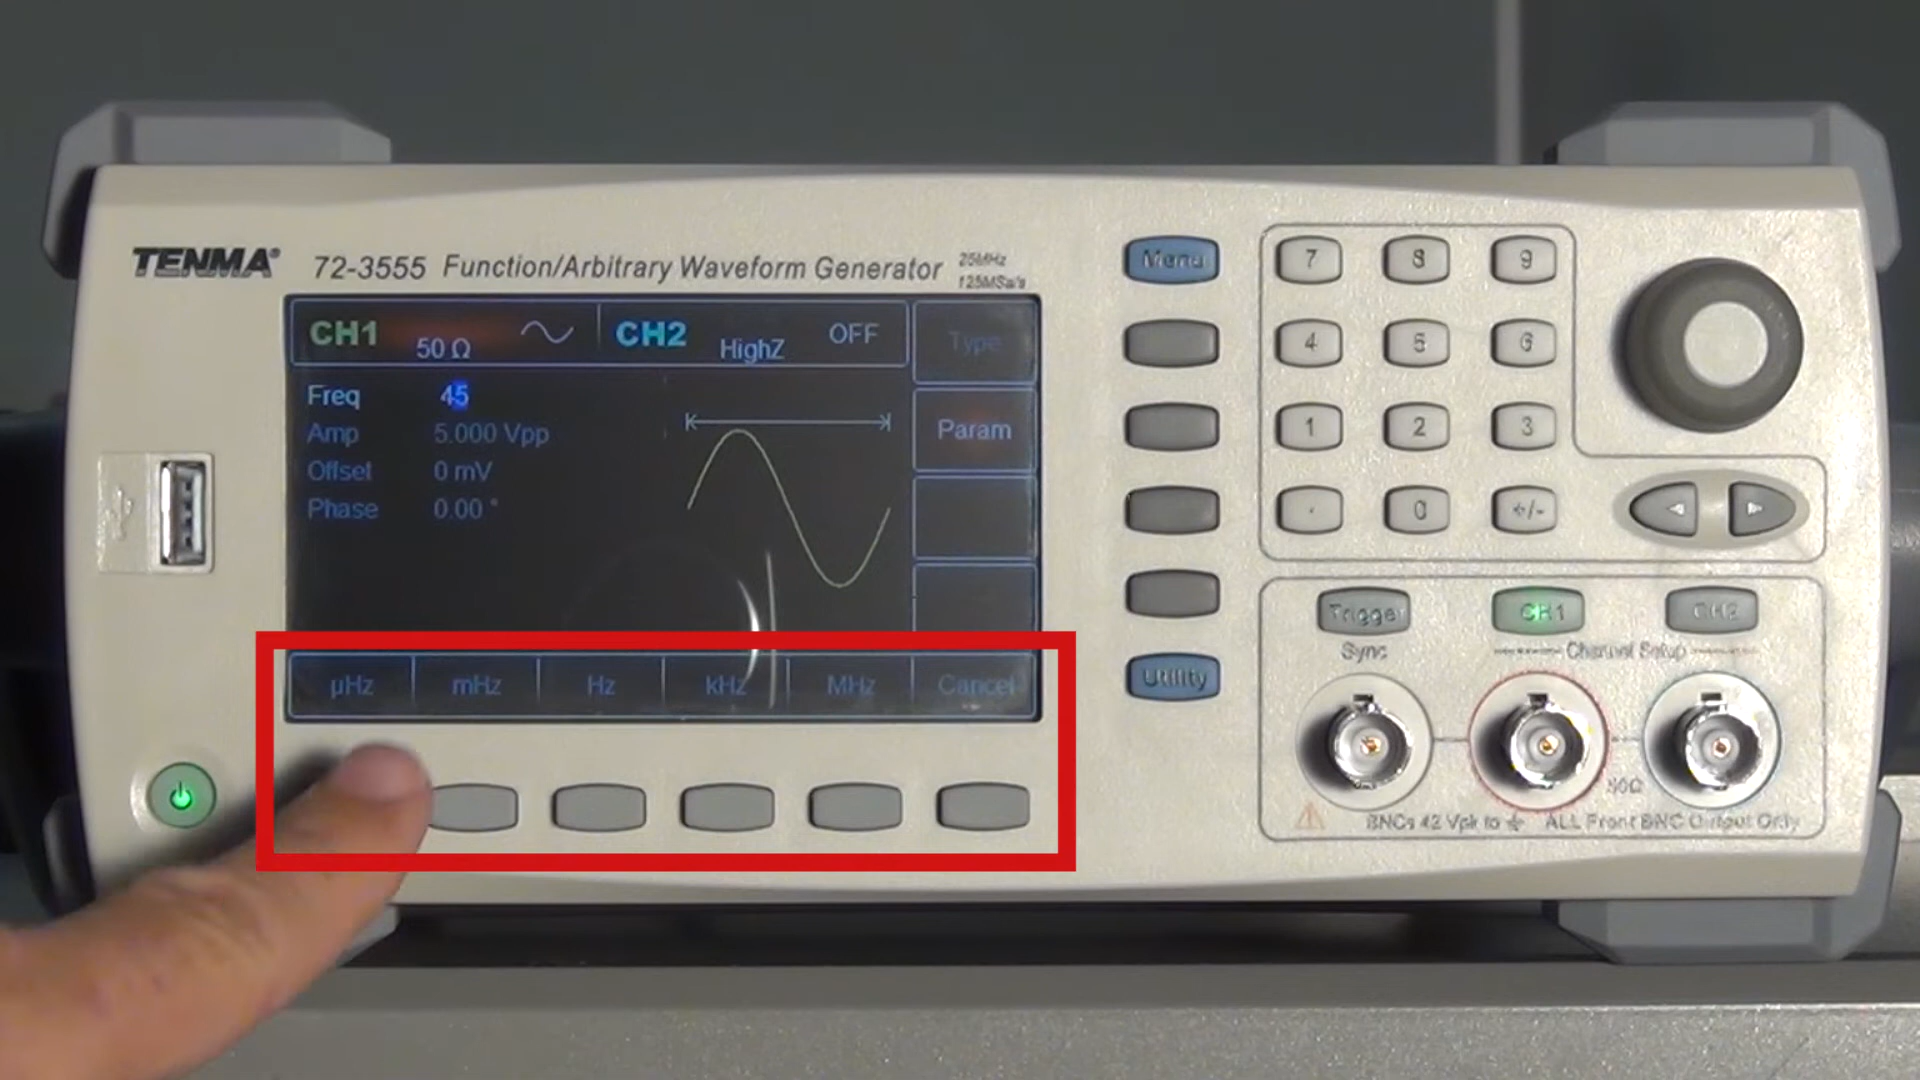 TENMA® 72-3555 Function/Arbitrary Waveform Generator 25MHz
125MSa/s
CH1 50 Ω CH2 HighZ OFF Type
Freq 45
Amp 5.000 Vpp
Offset 0 mV
Phase 0.00 °
Param
µHz mHz Hz kHz MHz Cancel
Menu
Utility
7 8 9
4 5 6
1 2 3
. 0 +/-
Trigger CH1 CH2
Sync Channel Setup
50Ω
BNCs 42 Vpk to ALL Front BNC Output Only